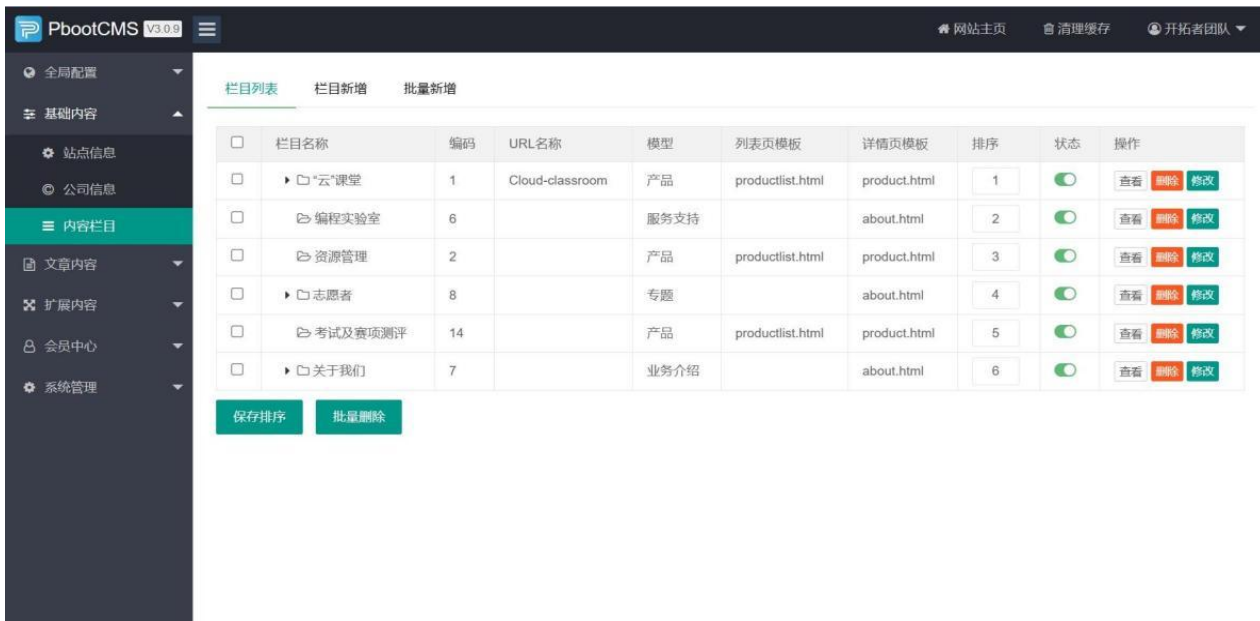 PbootCMS V3.0.9 网站主页 清理缓存 开拓者团队
全局配置
基础内容
站点信息
公司信息
内容栏目
文章内容
扩展内容
会员中心
系统管理
栏目列表 栏目新增 批量新增
栏目名称 编码 URL名称 模型 列表页模板 详情页模板 排序 状态 操作
“云”课堂 1 Cloud-classroom 产品 productlist.html product.html 1 查看 删除 修改
编程实验室 6 服务支持 about.html 2 查看 删除 修改
资源管理 2 产品 productlist.html product.html 3 查看 删除 修改
志愿者 8 专题 about.html 4 查看 删除 修改
考试及赛项测评 14 产品 productlist.html product.html 5 查看 删除 修改
关于我们 7 业务介绍 about.html 6 查看 删除 修改
保存排序 批量删除